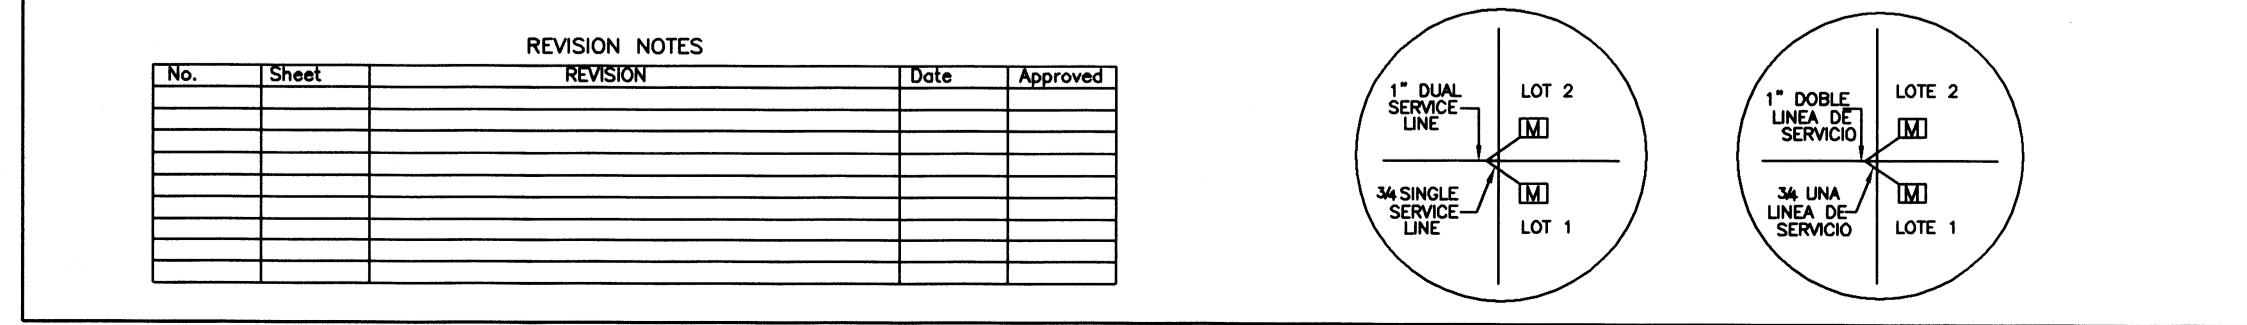 REVISION NOTES
No. Sheet REVISION Date Approved
1" DUAL
SERVICE
LINE
LOT 2
M
3/4 SINGLE
SERVICE
LINE
M
LOT 1
1" DOBLE
LINEA DE
SERVICIO
LOTE 2
M
3/4 UNA
LINEA DE
SERVICIO
M
LOTE 1